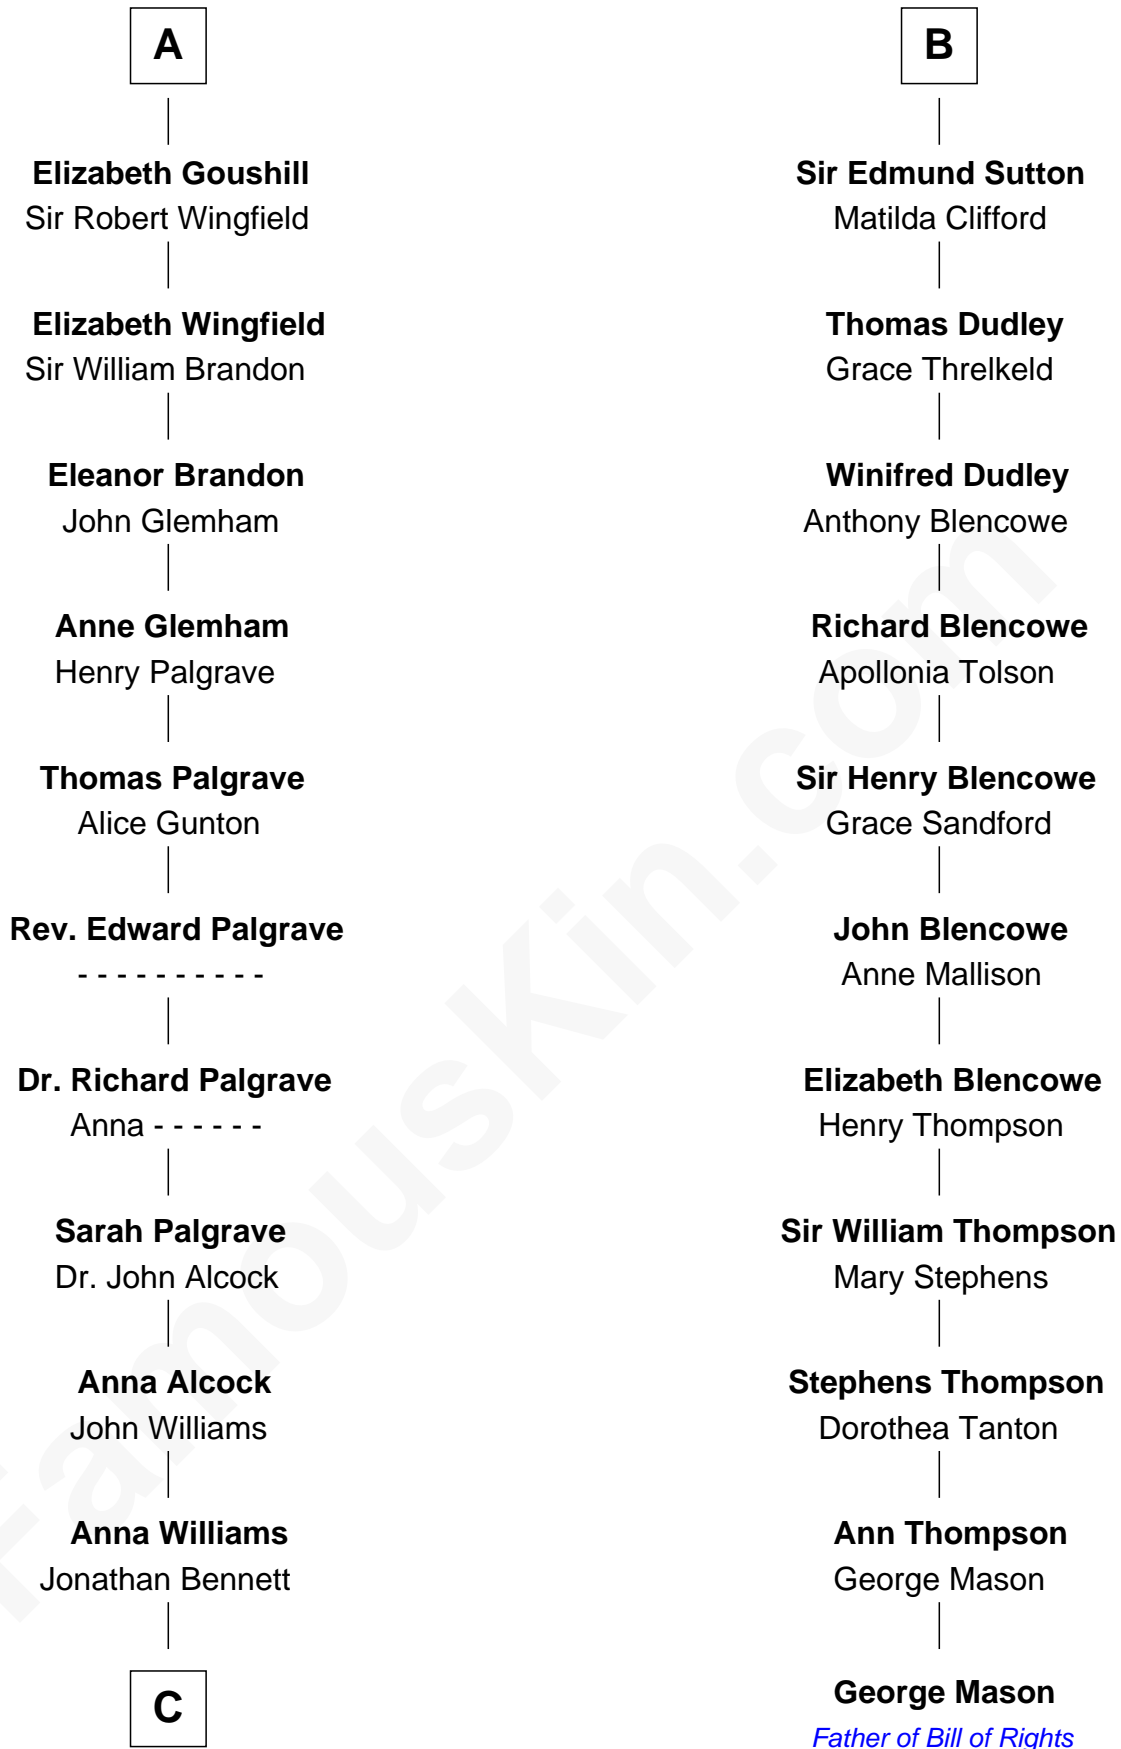 A
Elizabeth Goushill
Sir Robert Wingfield
Elizabeth Wingfield
Sir William Brandon
Eleanor Brandon
John Glemham
Anne Glemham
Henry Palgrave
Thomas Palgrave
Alice Gunton
Rev. Edward Palgrave
- - - - - - - - - -
Dr. Richard Palgrave
Anna - - - - - -
Sarah Palgrave
Dr. John Alcock
Anna Alcock
John Williams
Anna Williams
Jonathan Bennett
C
B
Sir Edmund Sutton
Matilda Clifford
Thomas Dudley
Grace Threlkeld
Winifred Dudley
Anthony Blencowe
Richard Blencowe
Apollonia Tolson
Sir Henry Blencowe
Grace Sandford
John Blencowe
Anne Mallison
Elizabeth Blencowe
Henry Thompson
Sir William Thompson
Mary Stephens
Stephens Thompson
Dorothea Tanton
Ann Thompson
George Mason
George Mason
Father of Bill of Rights
FamousKin.com